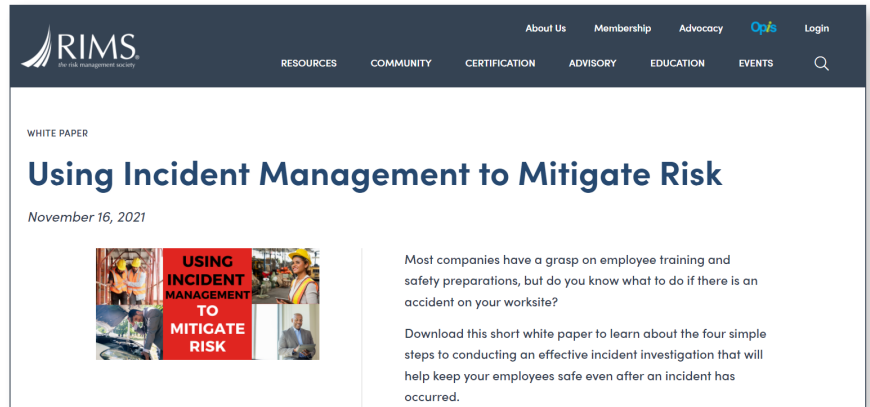 About Us Membership Advocacy Opis Login
RIMS®
the risk management society
RESOURCES COMMUNITY CERTIFICATION ADVISORY EDUCATION EVENTS
WHITE PAPER
Using Incident Management to Mitigate Risk
November 16, 2021
USING
INCIDENT
MANAGEMENT
TO
MITIGATE
RISK
Most companies have a grasp on employee training and
safety preparations, but do you know what to do if there is an
accident on your worksite?
Download this short white paper to learn about the four simple
steps to conducting an effective incident investigation that will
help keep your employees safe even after an incident has
occurred.